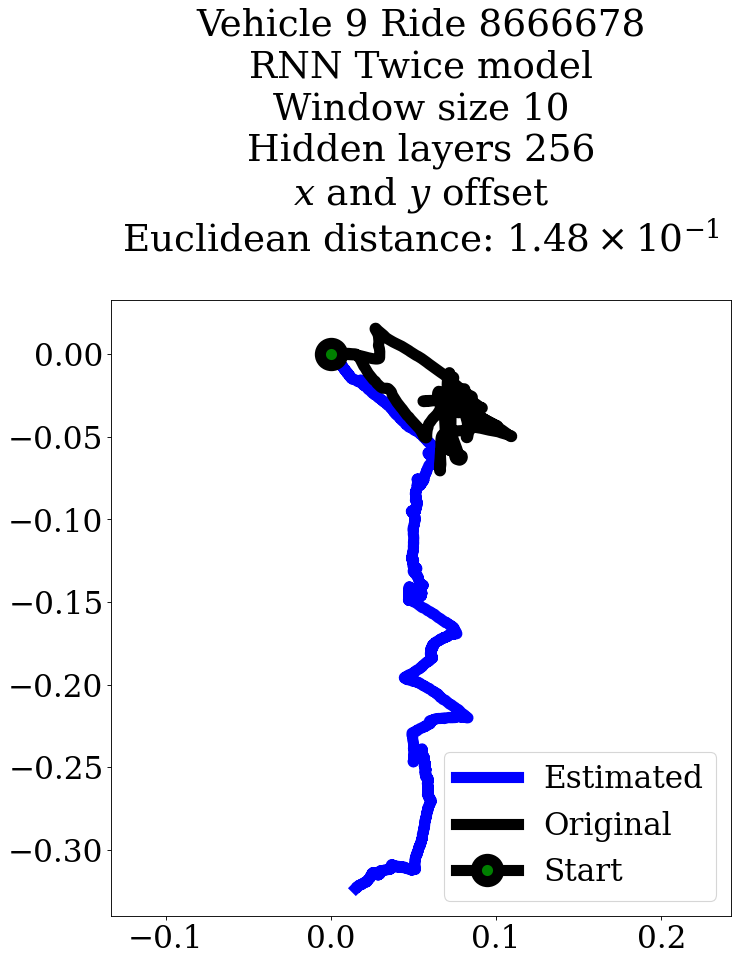 Vehicle 9 Ride 8666678
RNN Twice model
Window size 10
Hidden layers 256
x and y offset
Euclidean distance: 1.48 × 10⁻¹
0.00
−0.05
−0.10
−0.15
−0.20
−0.25
−0.30
Estimated
Original
Start
−0.1 0.0 0.1 0.2